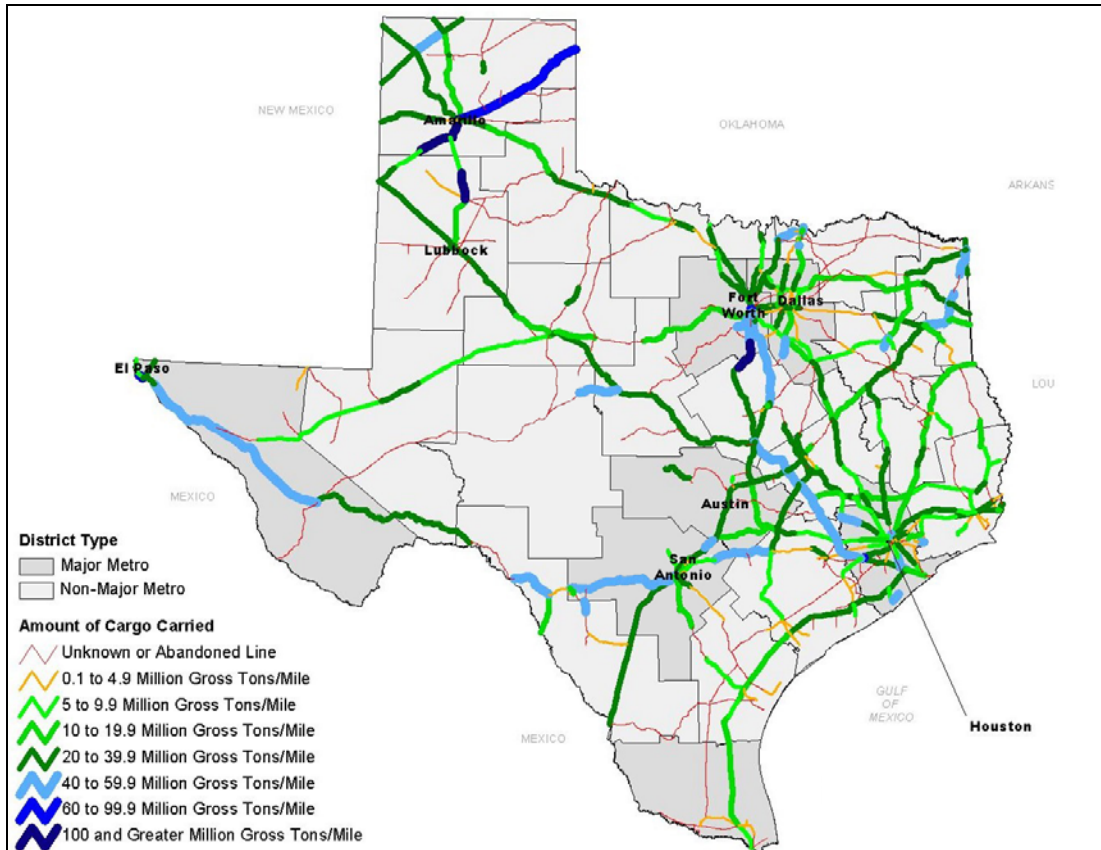 NEW MEXICO
OKLAHOMA
ARKANS
Amarillo
Lubbock
Fort
Worth
Dallas
El Paso
LOU
MEXICO
Austin
San
Antonio
GULF
OF
MEXICO
MEXICO
Houston
District Type
Major Metro
Non-Major Metro
Amount of Cargo Carried
Unknown or Abandoned Line
0.1 to 4.9 Million Gross Tons/Mile
5 to 9.9 Million Gross Tons/Mile
10 to 19.9 Million Gross Tons/Mile
20 to 39.9 Million Gross Tons/Mile
40 to 59.9 Million Gross Tons/Mile
60 to 99.9 Million Gross Tons/Mile
100 and Greater Million Gross Tons/Mile